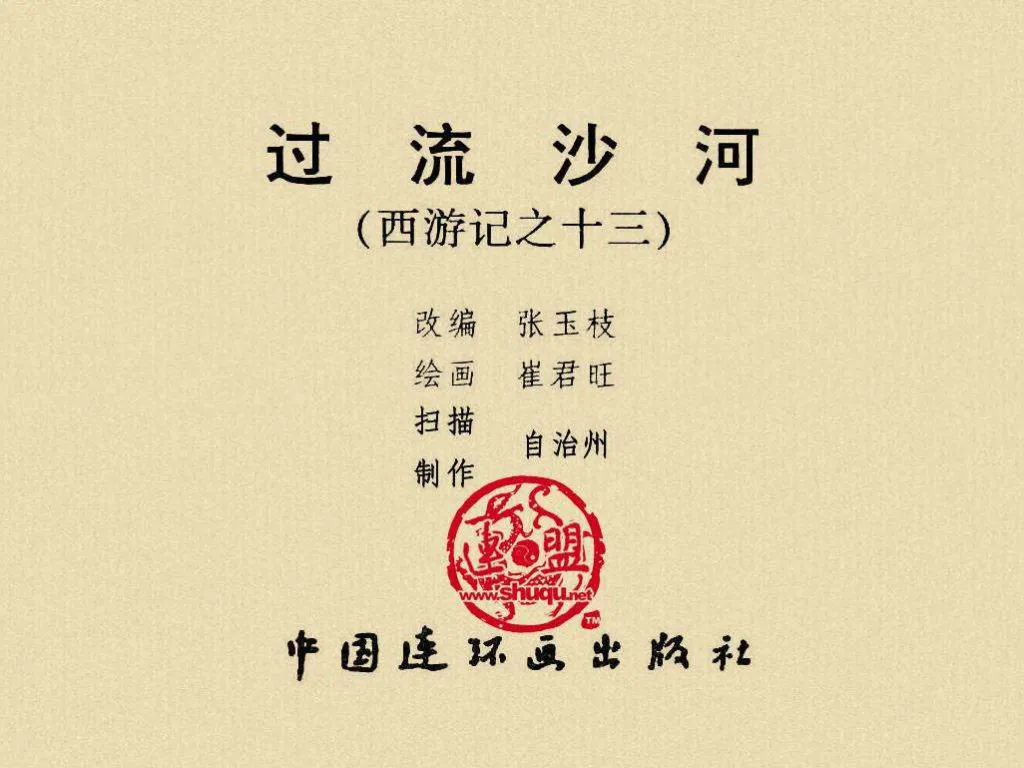 过流沙河
(西游记之十三)
改编 张玉枝
绘画 崔君旺
扫描
制作 自治州
連盟
www.shuqu.net
TM
中国连环画出版社